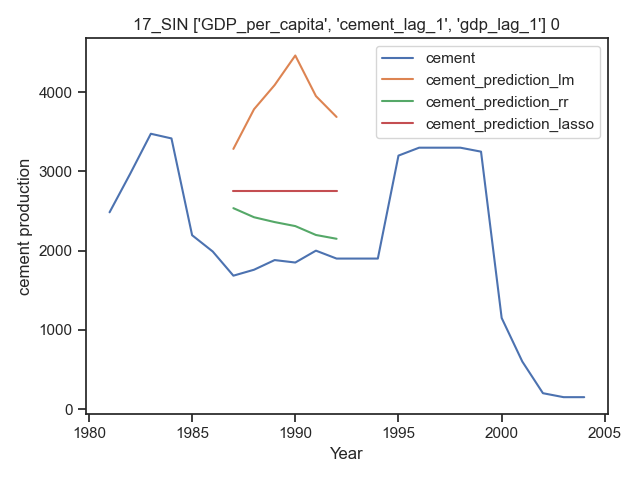 17_SIN ['GDP_per_capita', 'cement_lag_1', 'gdp_lag_1'] 0
cement
cement_prediction_lm
cement_prediction_rr
cement_prediction_lasso
cement production
4000
3000
2000
1000
0
1980
1985
1990
1995
2000
2005
Year